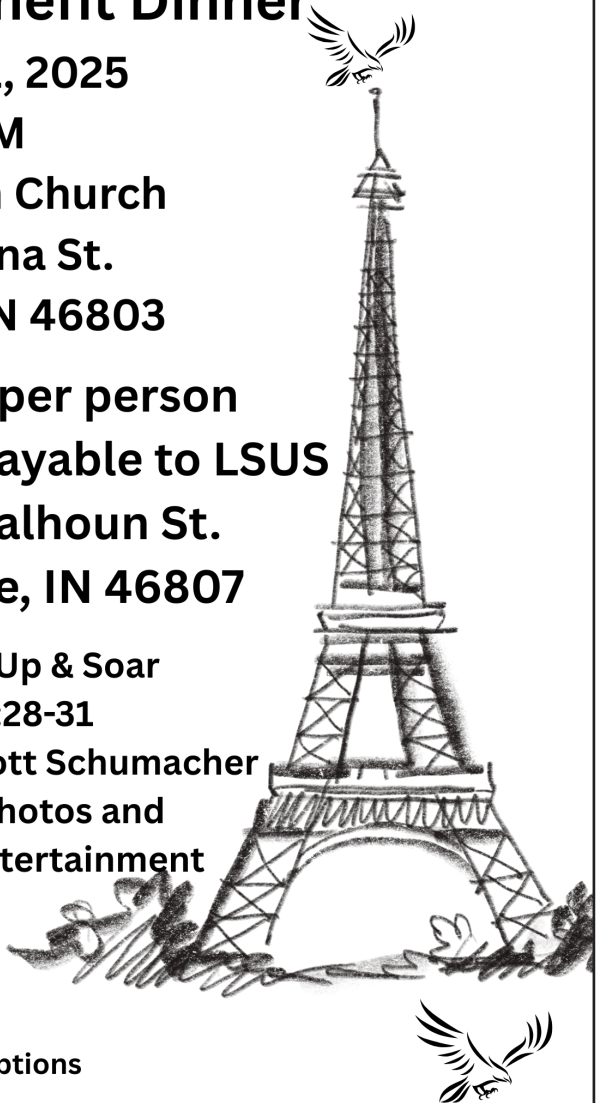 ment Dinner
, 2025
M
Church
na St.
N 46803
per person
ayable to LSUS
alhoun St.
e, IN 46807
Up & Soar
:28-31
ott Schumacher
hotos and
tertainment
ptions